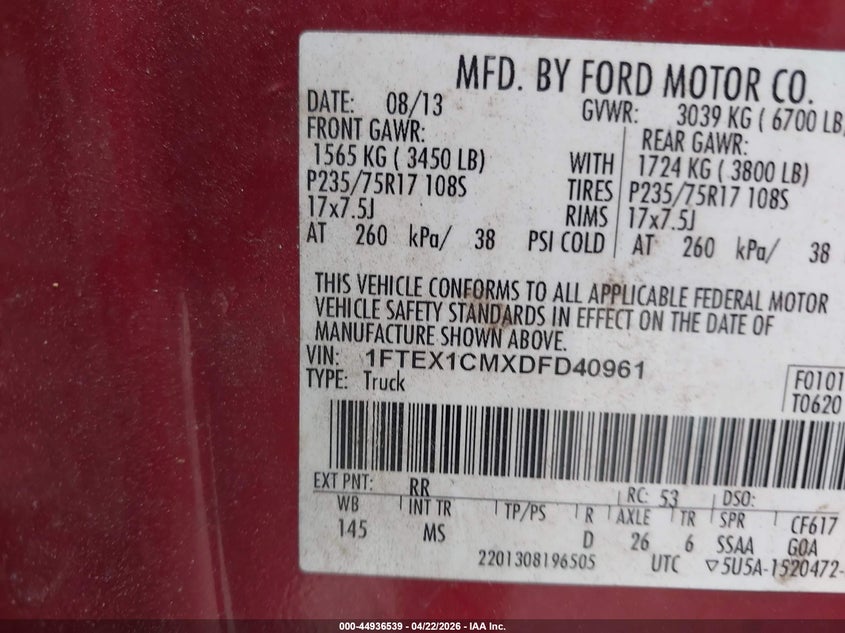 MFD. BY FORD MOTOR CO.
DATE: 08/13 GVWR: 3039 KG ( 6700 LB)
FRONT GAWR: REAR GAWR:
1565 KG ( 3450 LB) WITH 1724 KG ( 3800 LB)
P235/75R17 108S TIRES P235/75R17 108S
17x7.5J RIMS 17x7.5J
AT 260 kPa/ 38 PSI COLD AT 260 kPa/ 38
THIS VEHICLE CONFORMS TO ALL APPLICABLE FEDERAL MOTOR
VEHICLE SAFETY STANDARDS IN EFFECT ON THE DATE OF
MANUFACTURE SHOWN ABOVE.
VIN: 1FTEX1CMXDFD40961
TYPE: Truck
F0101
T0620
EXT PNT: RR RC: 53 DSO:
WB INT TR TP/PS R AXLE TR SPR CF617
145 MS D 26 6 SSAA GOA
2201308196505 UTC ▽5U5A-1520472-
000-44936539 / 04/22/2026 / IAA Inc.